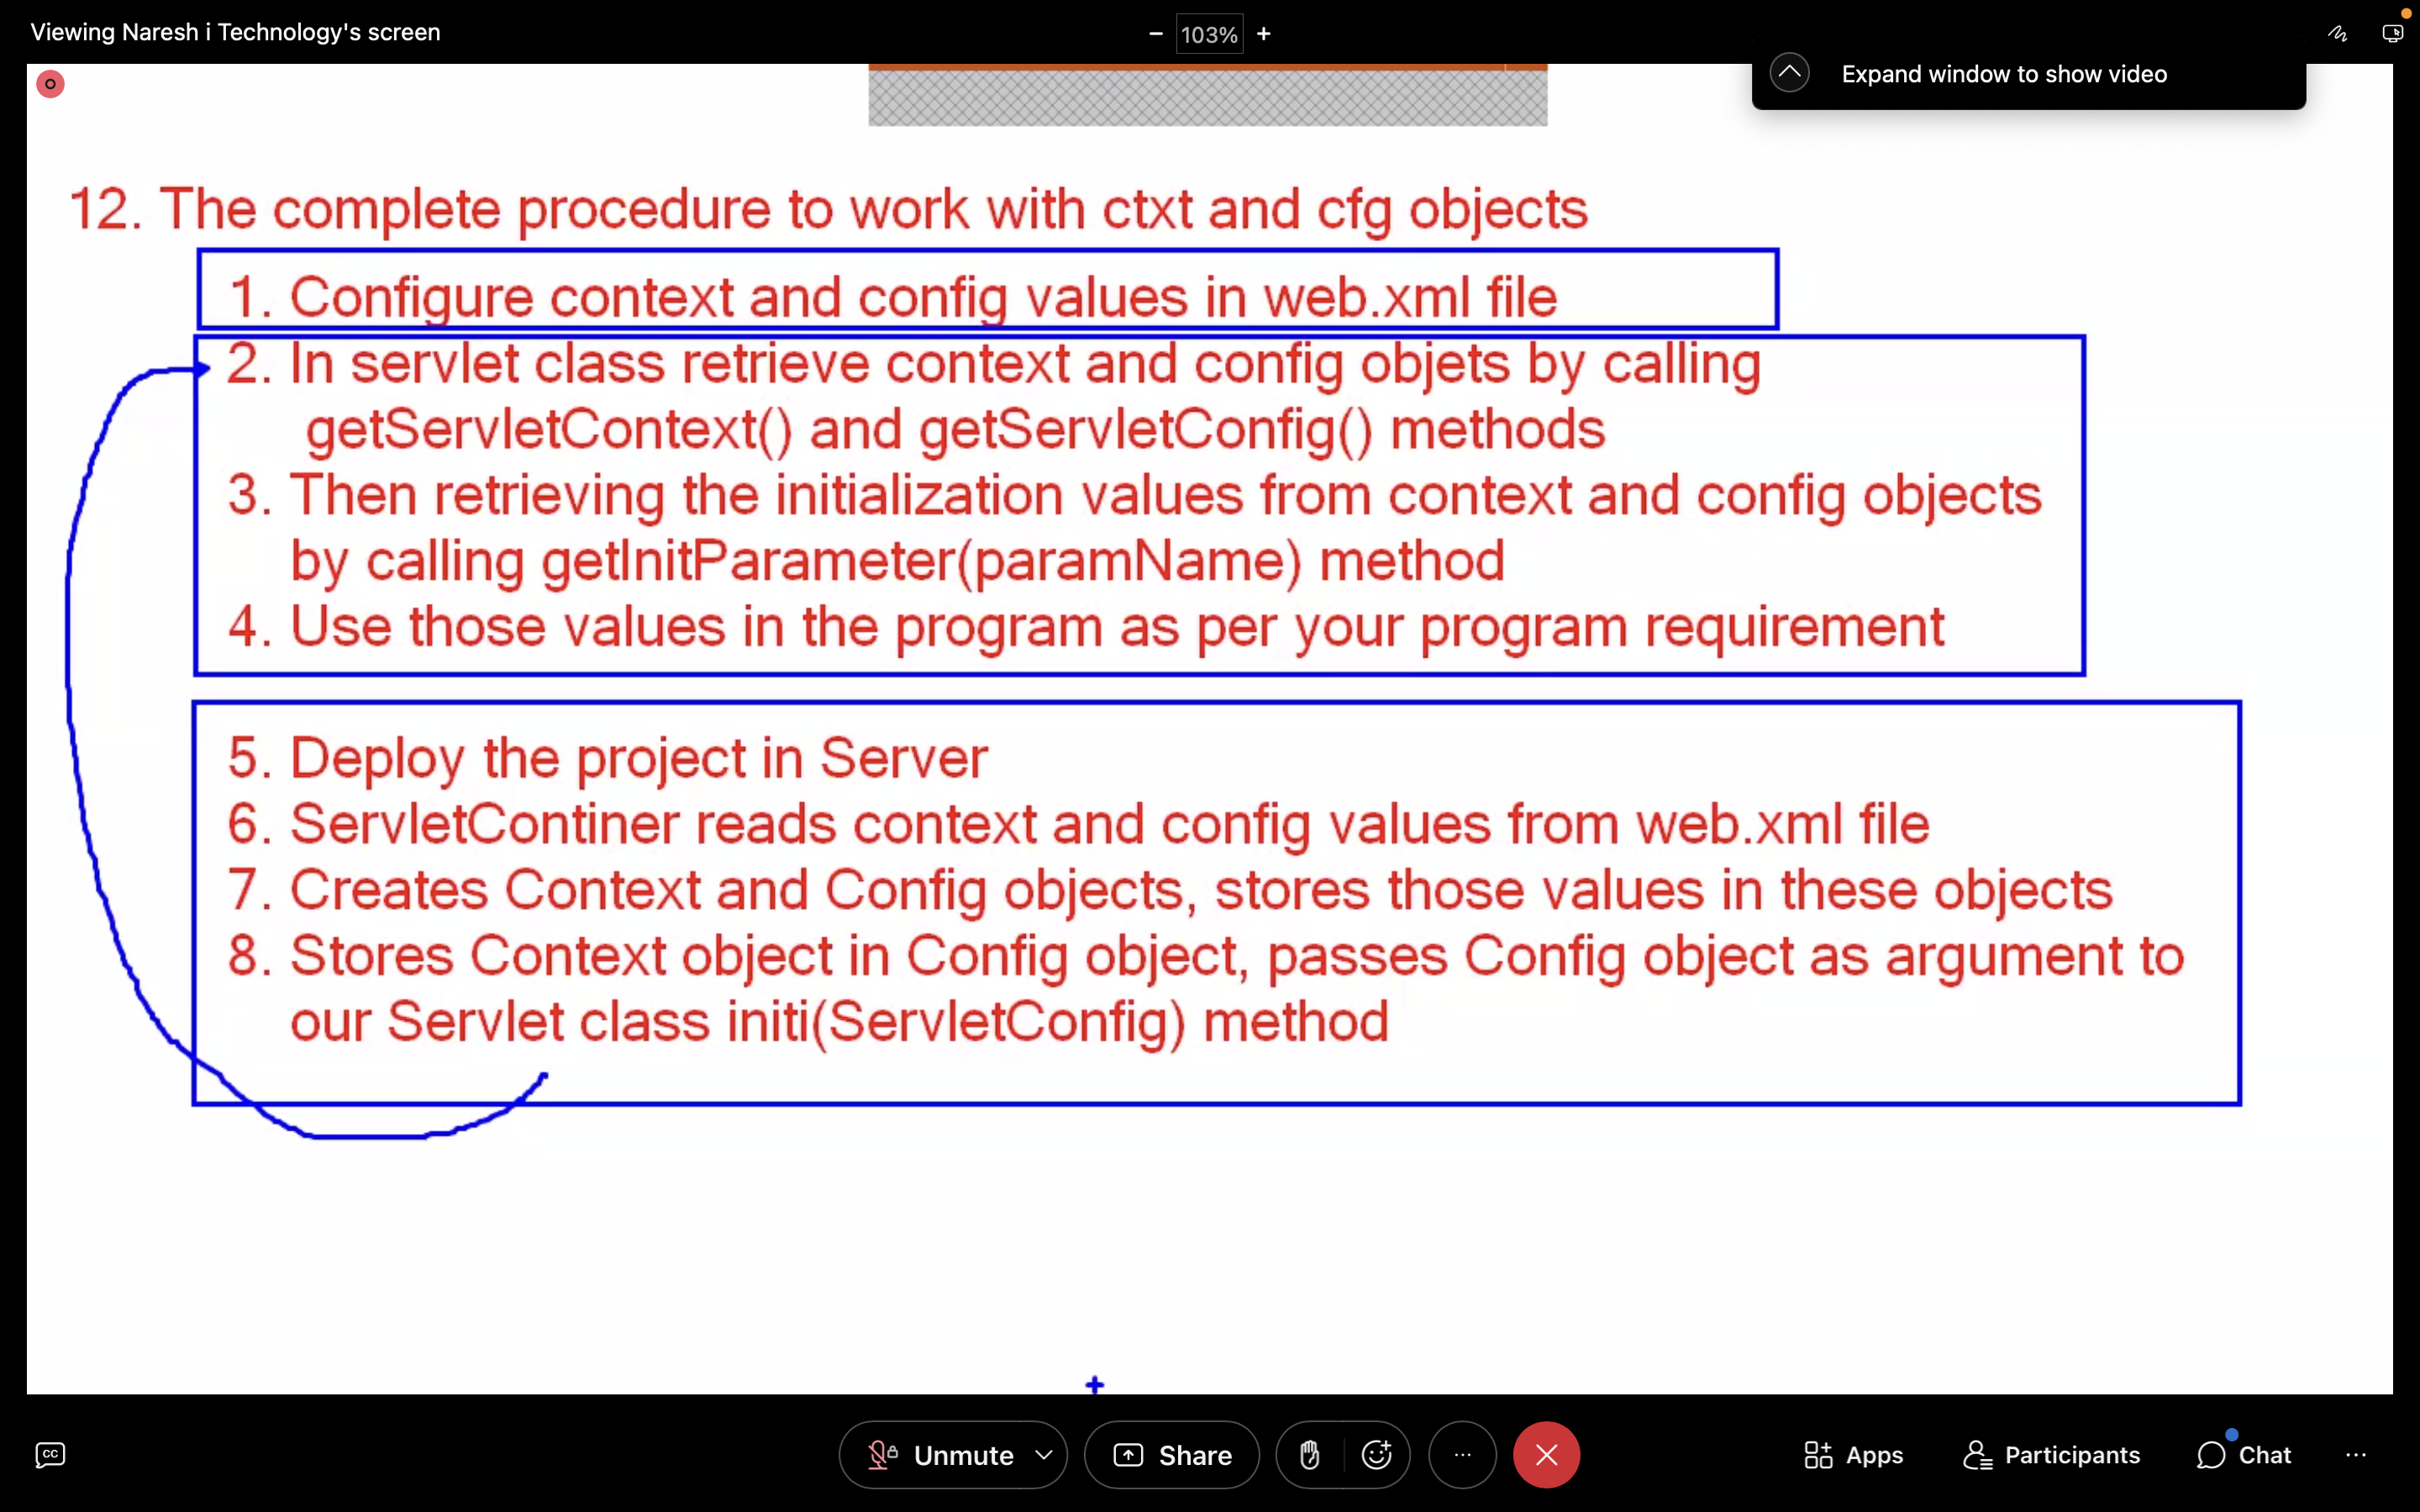 Viewing Naresh i Technology's screen
− 103% +
Expand window to show video
12. The complete procedure to work with ctxt and cfg objects
1. Configure context and config values in web.xml file
2. In servlet class retrieve context and config objets by calling
getServletContext() and getServletConfig() methods
3. Then retrieving the initialization values from context and config objects
by calling getInitParameter(paramName) method
4. Use those values in the program as per your program requirement
5. Deploy the project in Server
6. ServletContiner reads context and config values from web.xml file
7. Creates Context and Config objects, stores those values in these objects
8. Stores Context object in Config object, passes Config object as argument to
our Servlet class initi(ServletConfig) method
CC Unmute Share Apps Participants Chat